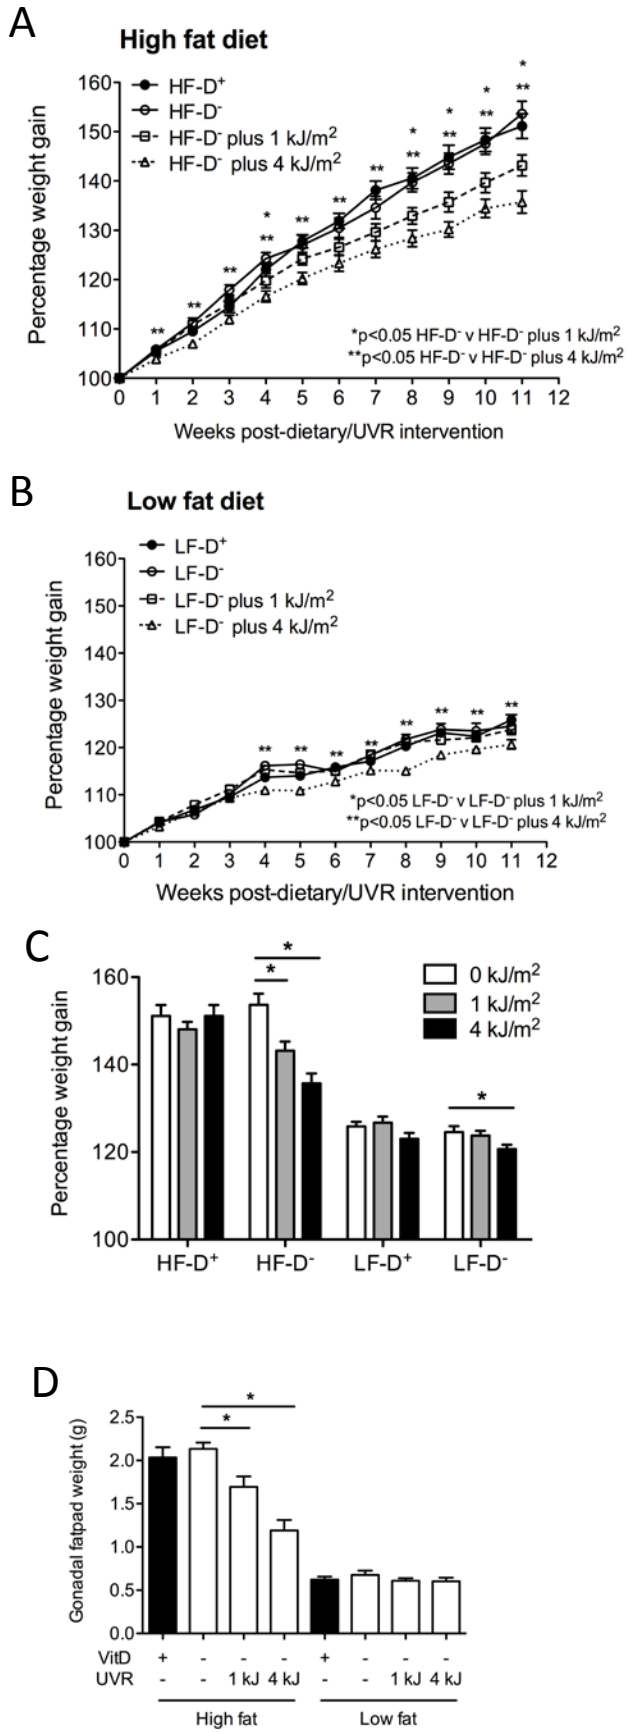 A
High fat diet
HF-D⁺
HF-D⁻
HF-D⁻ plus 1 kJ/m²
HF-D⁻ plus 4 kJ/m²
Percentage weight gain
160
150
140
130
120
110
100
* * * * *
** ** ** ** ** ** ** ** ** ** **
*p<0.05 HF-D⁻ v HF-D⁻ plus 1 kJ/m²
**p<0.05 HF-D⁻ v HF-D⁻ plus 4 kJ/m²
0 1 2 3 4 5 6 7 8 9 10 11 12
Weeks post-dietary/UVR intervention
B
Low fat diet
LF-D⁺
LF-D⁻
LF-D⁻ plus 1 kJ/m²
LF-D⁻ plus 4 kJ/m²
Percentage weight gain
160
150
140
130
120
110
100
** ** ** ** ** ** ** **
*p<0.05 LF-D⁻ v LF-D⁻ plus 1 kJ/m²
**p<0.05 LF-D⁻ v LF-D⁻ plus 4 kJ/m²
0 1 2 3 4 5 6 7 8 9 10 11 12
Weeks post-dietary/UVR intervention
C
0 kJ/m²
1 kJ/m²
4 kJ/m²
Percentage weight gain
160
140
120
100
*
*
*
HF-D⁺ HF-D⁻ LF-D⁺ LF-D⁻
D
Gonadal fatpad weight (g)
2.5
2.0
1.5
1.0
0.5
0.0
*
*
VitD + - - - + - - -
UVR - - 1 kJ 4 kJ - - 1 kJ 4 kJ
High fat Low fat